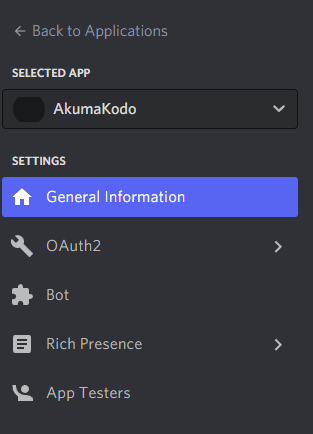 Back to Applications
SELECTED APP
AkumaKodo
SETTINGS
General Information
OAuth2
Bot
Rich Presence
App Testers